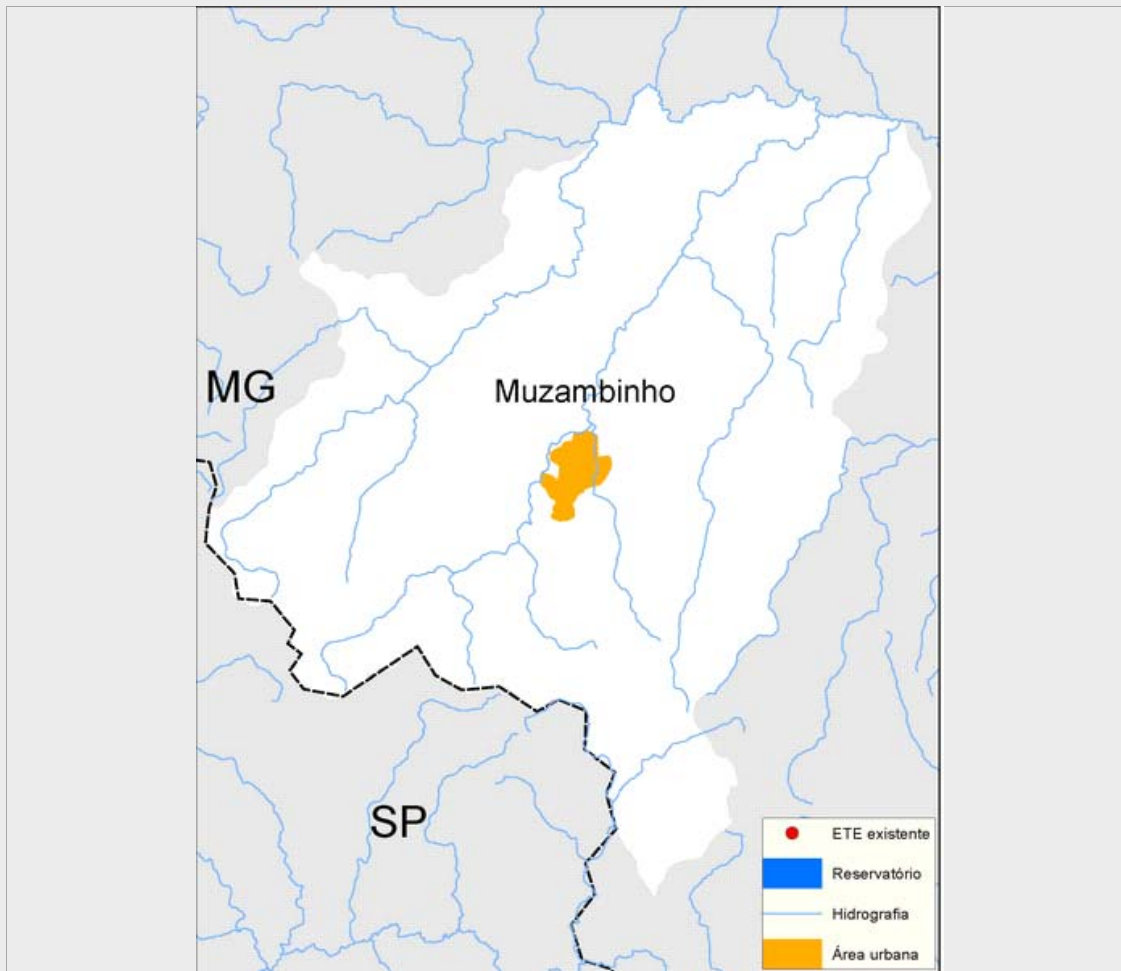 MG
Muzambinho
SP
ETE existente
Reservatório
Hidrografia
Área urbana